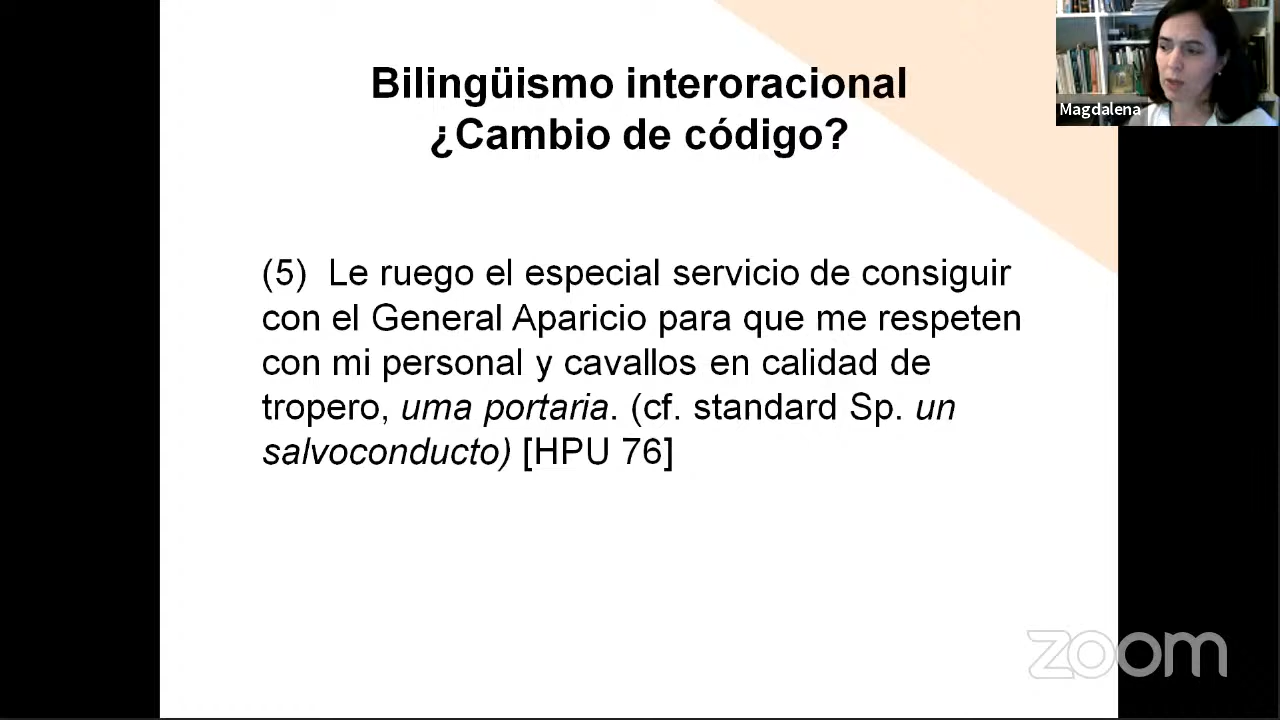 Bilingüismo interoracional
¿Cambio de código?
Magdalena
(5) Le ruego el especial servicio de consiguir
con el General Aparicio para que me respeten
con mi personal y cavallos en calidad de
tropero, uma portaria. (cf. standard Sp. un
salvoconducto) [HPU 76]
zoom